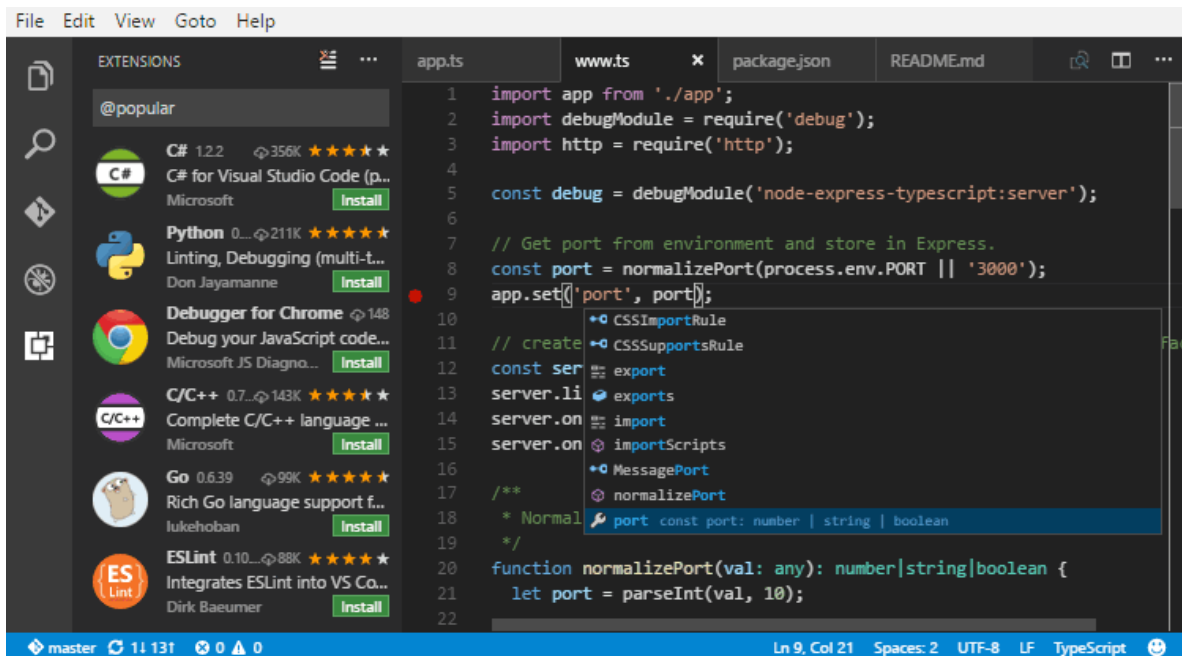 File Edit View Goto Help
EXTENSIONS
@popular
C# 1.2.2 356K
C# for Visual Studio Code (p...
Microsoft Install
Python 0.... 211K
Linting, Debugging (multi-t...
Don Jayamanne Install
Debugger for Chrome 148
Debug your JavaScript code...
Microsoft JS Diagno... Install
C/C++ 0.7... 143K
Complete C/C++ language ...
Microsoft Install
Go 0.6.39 99K
Rich Go language support f...
lukehoban Install
ESLint 0.10.... 88K
Integrates ESLint into VS Co...
Dirk Baeumer Install
C#
C/C++
ES
Lint
app.ts www.ts × package.json README.md
1 import app from './app';
2 import debugModule = require('debug');
3 import http = require('http');
4
5 const debug = debugModule('node-express-typescript:server');
6
7 // Get port from environment and store in Express.
8 const port = normalizePort(process.env.PORT || '3000');
9 app.set('port', port);
10
11 // create
12 const ser
13 server.li
14 server.on
15 server.on
16
17 /**
18 * Normal
19 */
20 function normalizePort(val: any): number|string|boolean {
21 let port = parseInt(val, 10);
22
CSSImportRule
CSSSupportsRule
export
exports
import
importScripts
MessagePort
normalizePort
port const port: number | string | boolean
master 1↓ 13↑ 0 0 Ln 9, Col 21 Spaces: 2 UTF-8 LF TypeScript